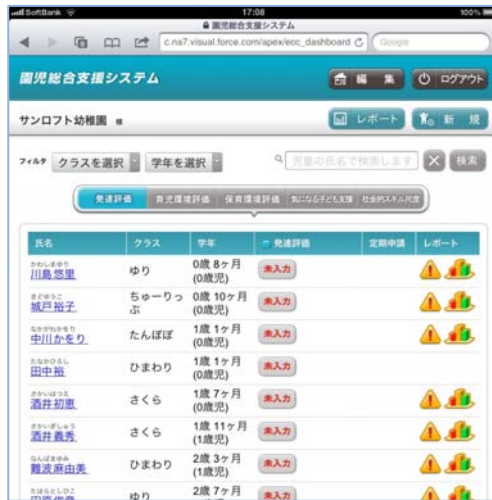 SoftBank 17:08 100%
園児総合支援システム
c.na7.visual.force.com/apex/ecc_dashboard Google
園児総合支援システム 編 集 ログアウト
サンロフト幼稚園 様 レポート 新 規
フィルタ クラスを選択 学年を選択 児童の氏名で検索します 検索
発達評価 育児環境評価 保育環境評価 気になる子ども支援 社会的スキル尺度
氏名 クラス 学年 発達評価 定期申請 レポート
かわしまゆり
川島悠里 ゆり 0歳 8ヶ月 未入力
(0歳児)
きどゆうこ
城戸裕子 ちゅーりっ 0歳 10ヶ月 未入力
ぷ (0歳児)
なかがわかをり
中川かをり たんぽぽ 1歳 1ヶ月 未入力
(0歳児)
たなかひろし
田中裕 ひまわり 1歳 1ヶ月 未入力
(0歳児)
さかいはつえ
酒井初恵 さくら 1歳 7ヶ月 未入力
(0歳児)
さかいぎしゅう
酒井義秀 さくら 1歳 11ヶ月 未入力
(1歳児)
なんばまゆみ
難波麻由美 ひまわり 2歳 3ヶ月 未入力
(1歳児)
たはらとしひこ
ゆり 2歳 7ヶ月 未入力